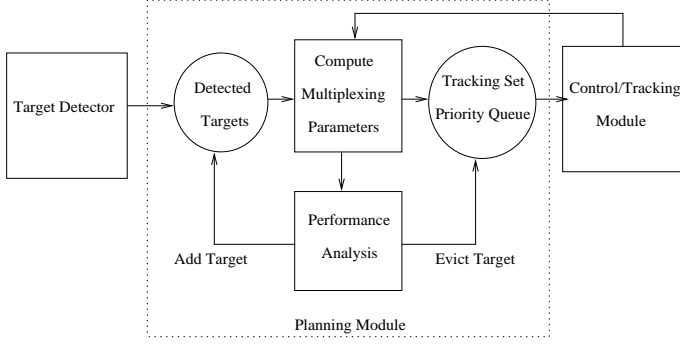 Target Detector
Detected
Targets
Compute
Multiplexing
Parameters
Tracking Set
Priority Queue
Control/Tracking
Module
Performance
Analysis
Add Target
Evict Target
Planning Module